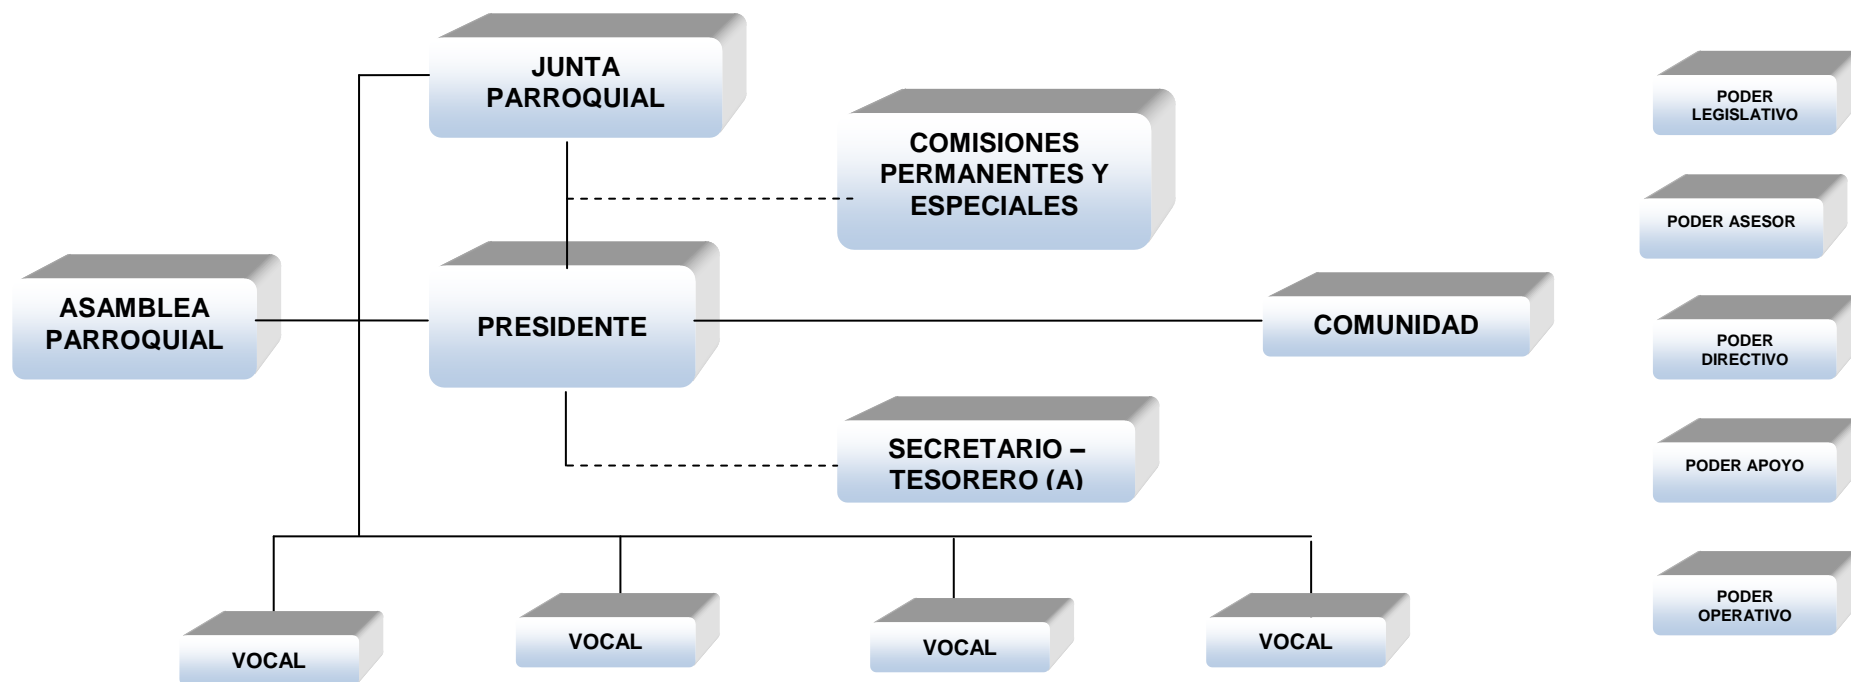 JUNTA
PARROQUIAL
COMISIONES
PERMANENTES Y
ESPECIALES
ASAMBLEA
PARROQUIAL
PRESIDENTE
COMUNIDAD
SECRETARIO –
TESORERO (A)
VOCAL
VOCAL
VOCAL
VOCAL
PODER
LEGISLATIVO
PODER ASESOR
PODER
DIRECTIVO
PODER APOYO
PODER
OPERATIVO